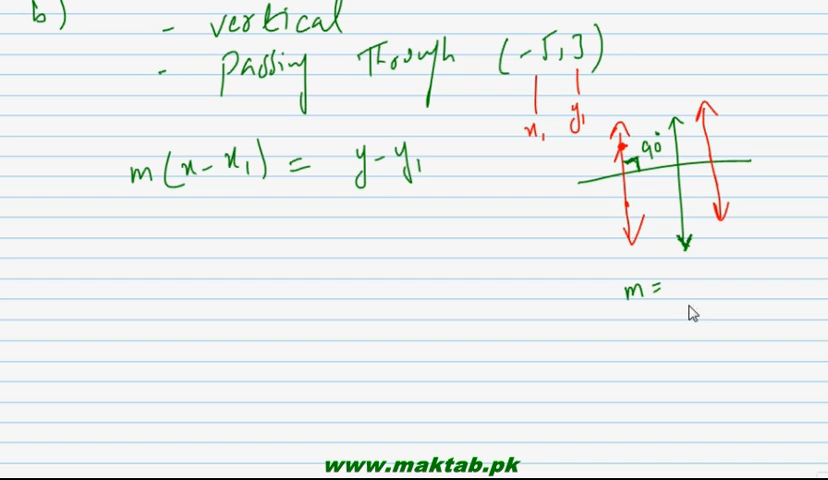 b)
- vertical
- Passing Through (-5, 3)
x₁ y₁
m(x-x₁) = y-y₁
90°
m =
www.maktab.pk